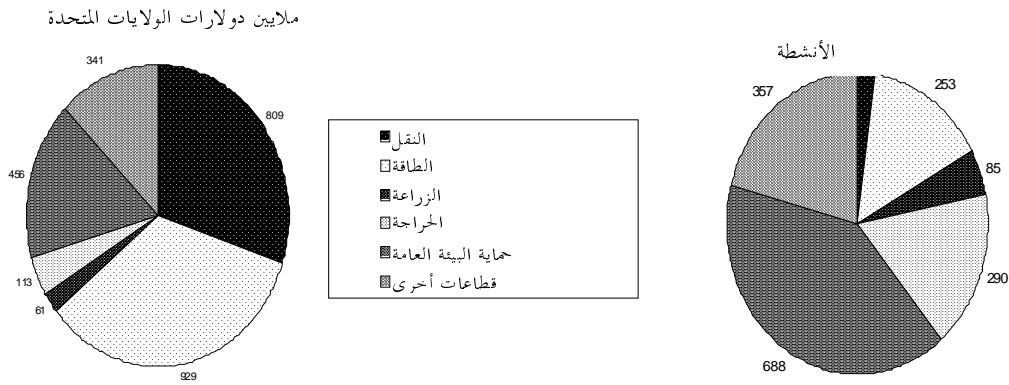 ملايين دولارات الولايات المتحدة
341
809
456
113
61
929
النقل
الطاقة
الزراعة
الحراجة
حماية البيئة العامة
قطاعات أخرى
الأنشطة
357
253
85
290
688